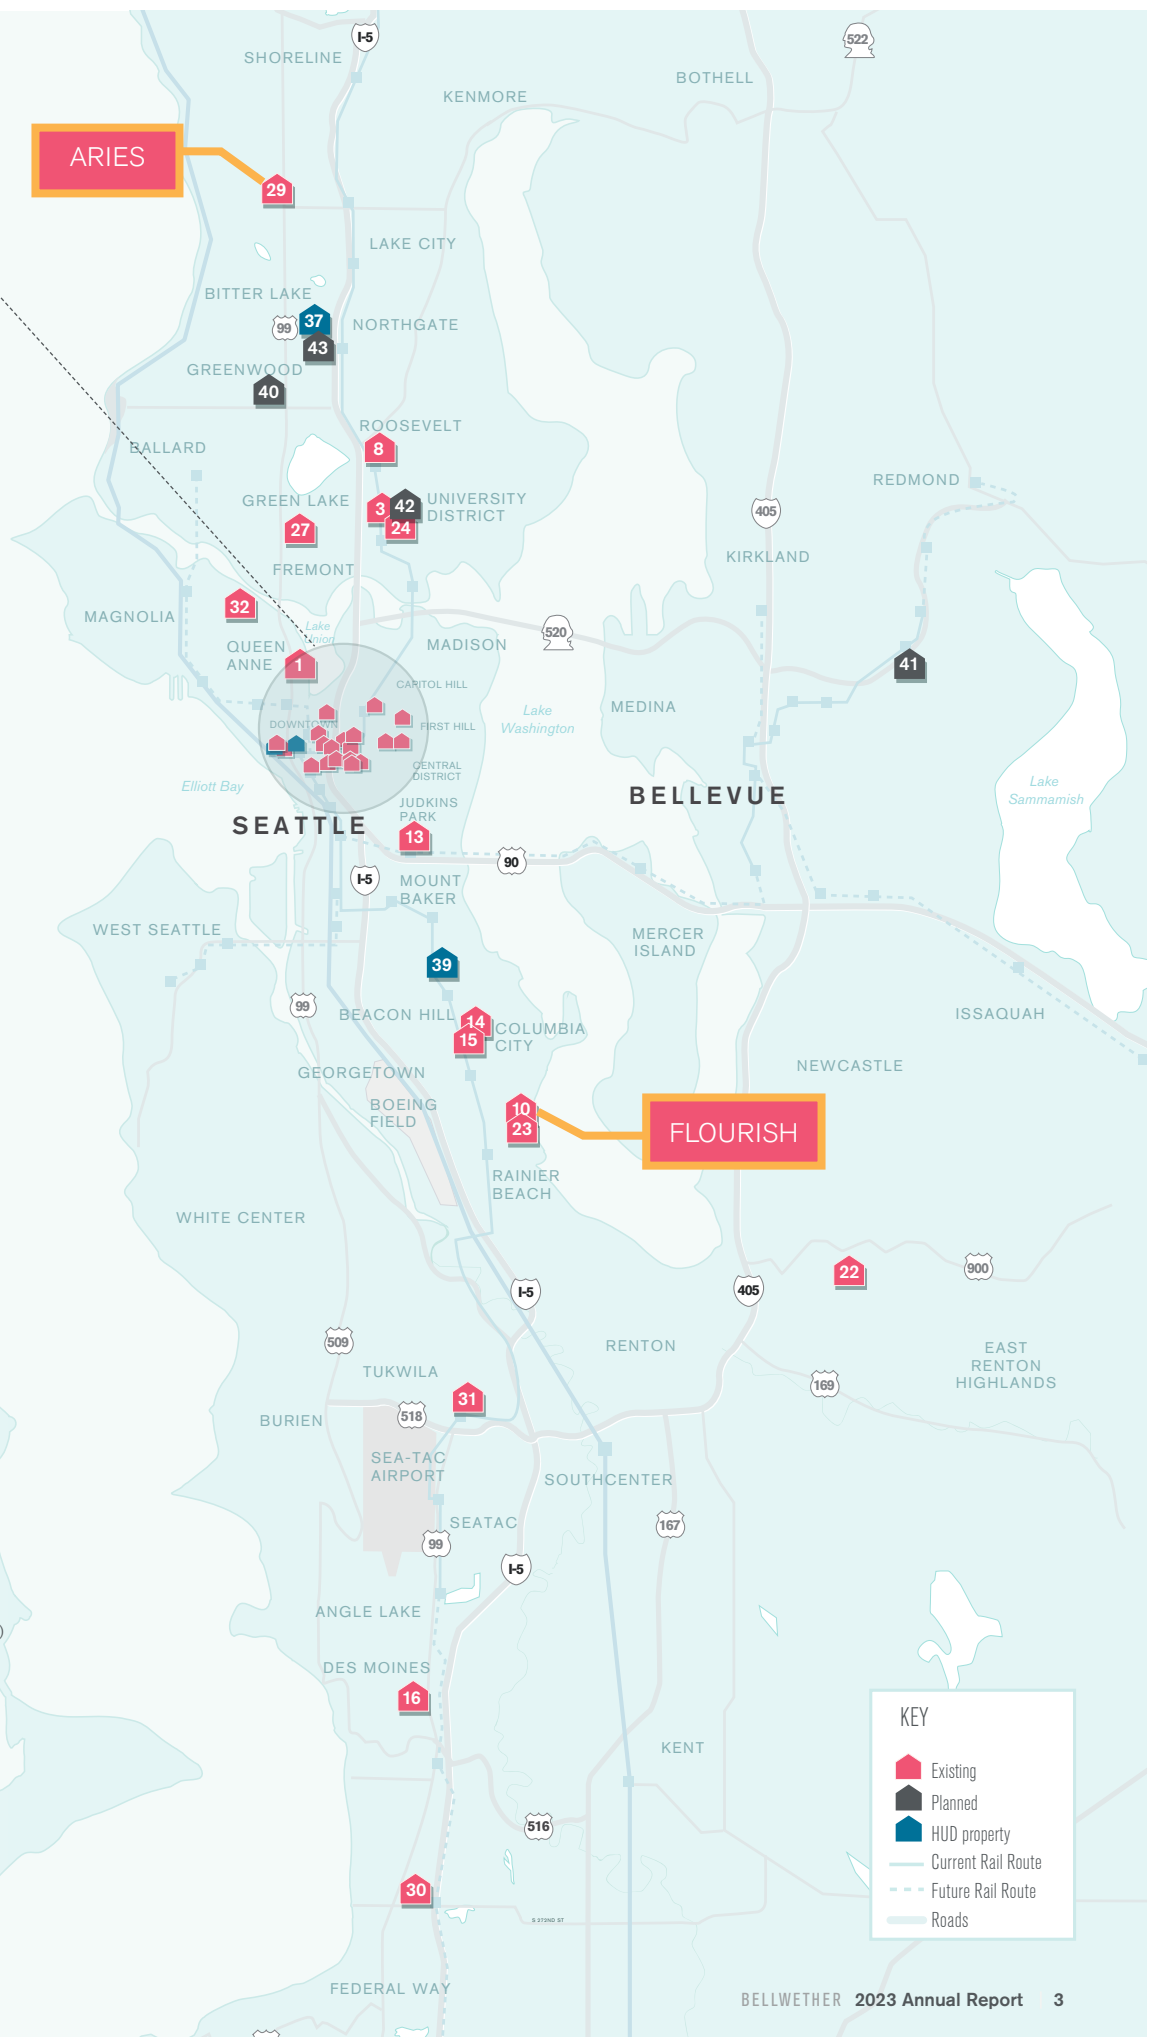 I-5
522
SHORELINE
BOTHELL
KENMORE
ARIES
29
LAKE CITY
BITTER LAKE
37
99
NORTHGATE
43
GREENWOOD
40
ROOSEVELT
BALLARD
8
REDMOND
GREEN LAKE
3
42
UNIVERSITY
DISTRICT
24
27
405
KIRKLAND
FREMONT
32
MAGNOLIA
Lake
Union
520
QUEEN
ANNE
MADISON
1
41
CAPITOL HILL
MEDINA
Lake
Washington
DOWNTOWN
FIRST HILL
CENTRAL
DISTRICT
Elliott Bay
Lake
Sammamish
BELLEVUE
JUDKINS
PARK
SEATTLE
13
90
I-5
MOUNT
BAKER
WEST SEATTLE
MERCER
ISLAND
39
99
BEACON HILL
14
15
COLUMBIA
CITY
ISSAQUAH
NEWCASTLE
GEORGETOWN
BOEING
FIELD
10
23
FLOURISH
RAINIER
BEACH
WHITE CENTER
22
900
I-5
405
509
RENTON
EAST
RENTON
HIGHLANDS
TUKWILA
169
31
BURIEN
518
SEA-TAC
AIRPORT
SOUTHCENTER
SEATAC
167
99
I-5
ANGLE LAKE
)
DES MOINES
16
KENT
516
30
S 272ND ST
FEDERAL WAY
KEY
Existing
Planned
HUD property
Current Rail Route
Future Rail Route
Roads
BELLWETHER 2023 Annual Report 3